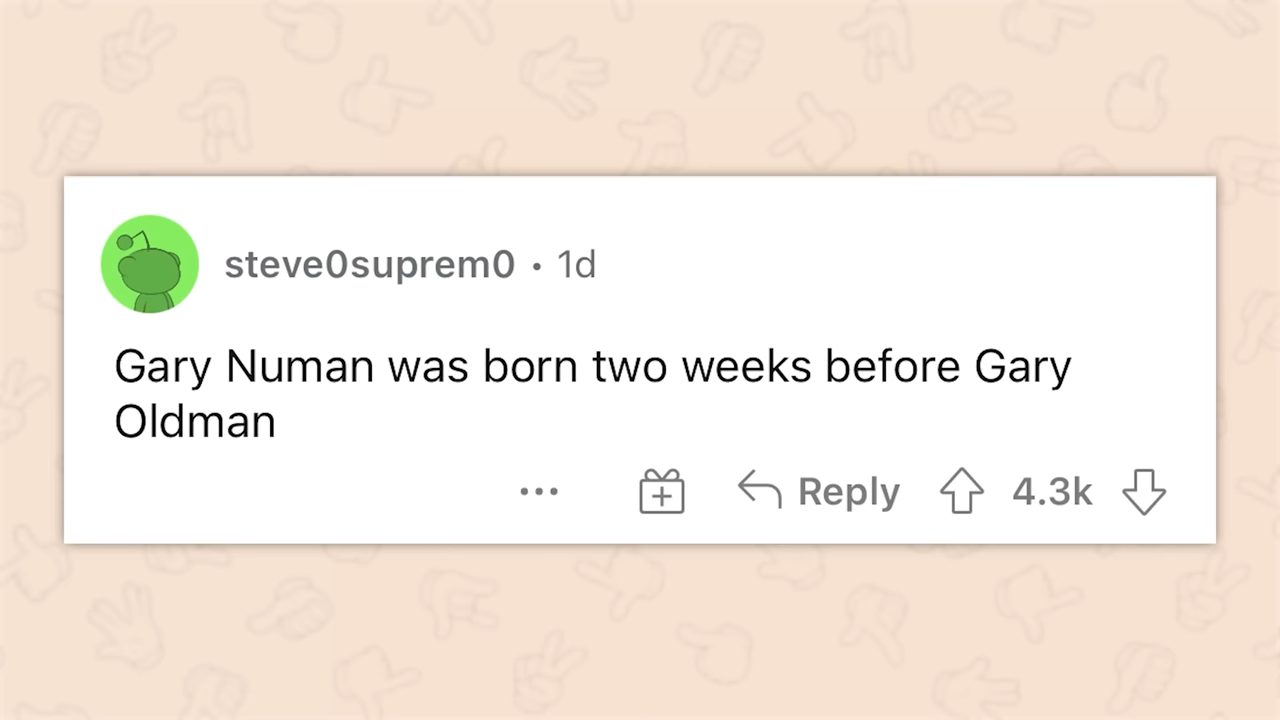 steve0suprem0 · 1d
Gary Numan was born two weeks before Gary
Oldman
... Reply 4.3k